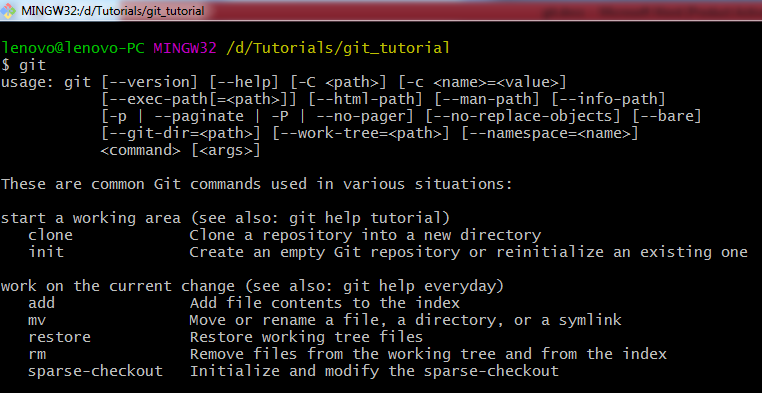 MINGW32:/d/Tutorials/git_tutorial
lenovo@lenovo-PC MINGW32 /d/Tutorials/git_tutorial
$ git
usage: git [--version] [--help] [-C <path>] [-c <name>=<value>]
           [--exec-path[=<path>]] [--html-path] [--man-path] [--info-path]
           [-p | --paginate | -P | --no-pager] [--no-replace-objects] [--bare]
           [--git-dir=<path>] [--work-tree=<path>] [--namespace=<name>]
           <command> [<args>]
These are common Git commands used in various situations:
start a working area (see also: git help tutorial)
   clone             Clone a repository into a new directory
   init              Create an empty Git repository or reinitialize an existing one
work on the current change (see also: git help everyday)
   add               Add file contents to the index
   mv                Move or rename a file, a directory, or a symlink
   restore           Restore working tree files
   rm                Remove files from the working tree and from the index
   sparse-checkout   Initialize and modify the sparse-checkout